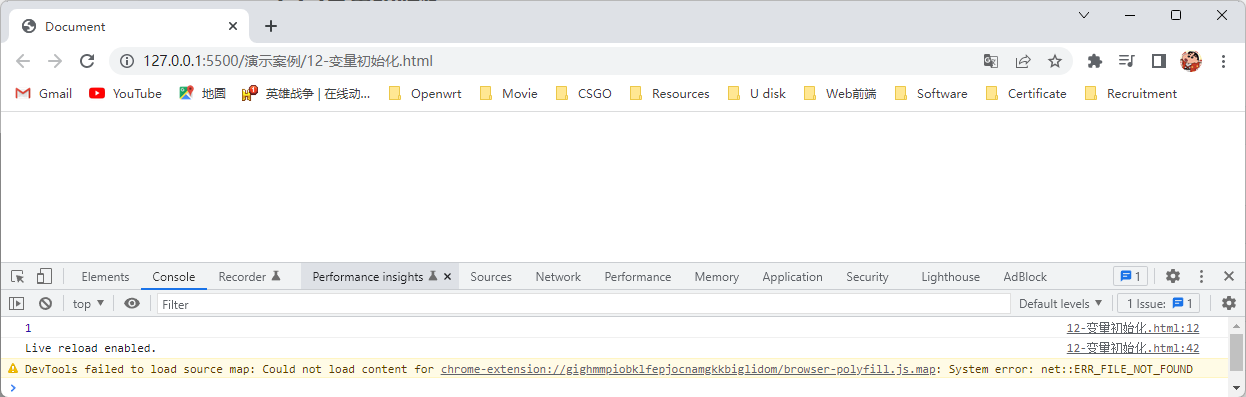 Document
127.0.0.1:5500/演示案例/12-变量初始化.html
Gmail YouTube 地图 英雄战争 | 在线动... Openwrt Movie CSGO Resources U disk Web前端 Software Certificate Recruitment
Elements Console Recorder Performance insights Sources Network Performance Memory Application Security Lighthouse AdBlock 1
top Filter Default levels 1 Issue: 1
1 12-变量初始化.html:12
Live reload enabled. 12-变量初始化.html:42
DevTools failed to load source map: Could not load content for chrome-extension://gighmmpiobklfepjocnamgkkbiglidom/browser-polyfill.js.map: System error: net::ERR_FILE_NOT_FOUND